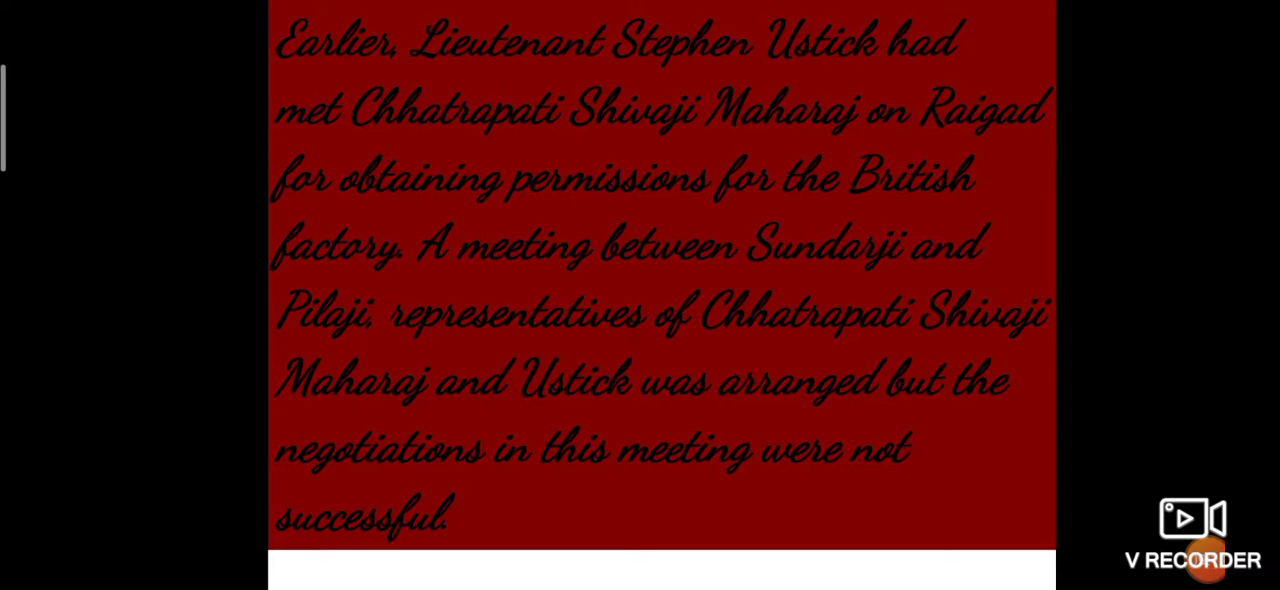 Earlier, Lieutenant Stephen Ustick had
met Chhatrapati Shivaji Maharaj on Raigad
for obtaining permissions for the British
factory. A meeting between Sundarji and
Pilaji, representatives of Chhatrapati Shivaji
Maharaj and Ustick was arranged but the
negotiations in this meeting were not
successful.
V RECORDER